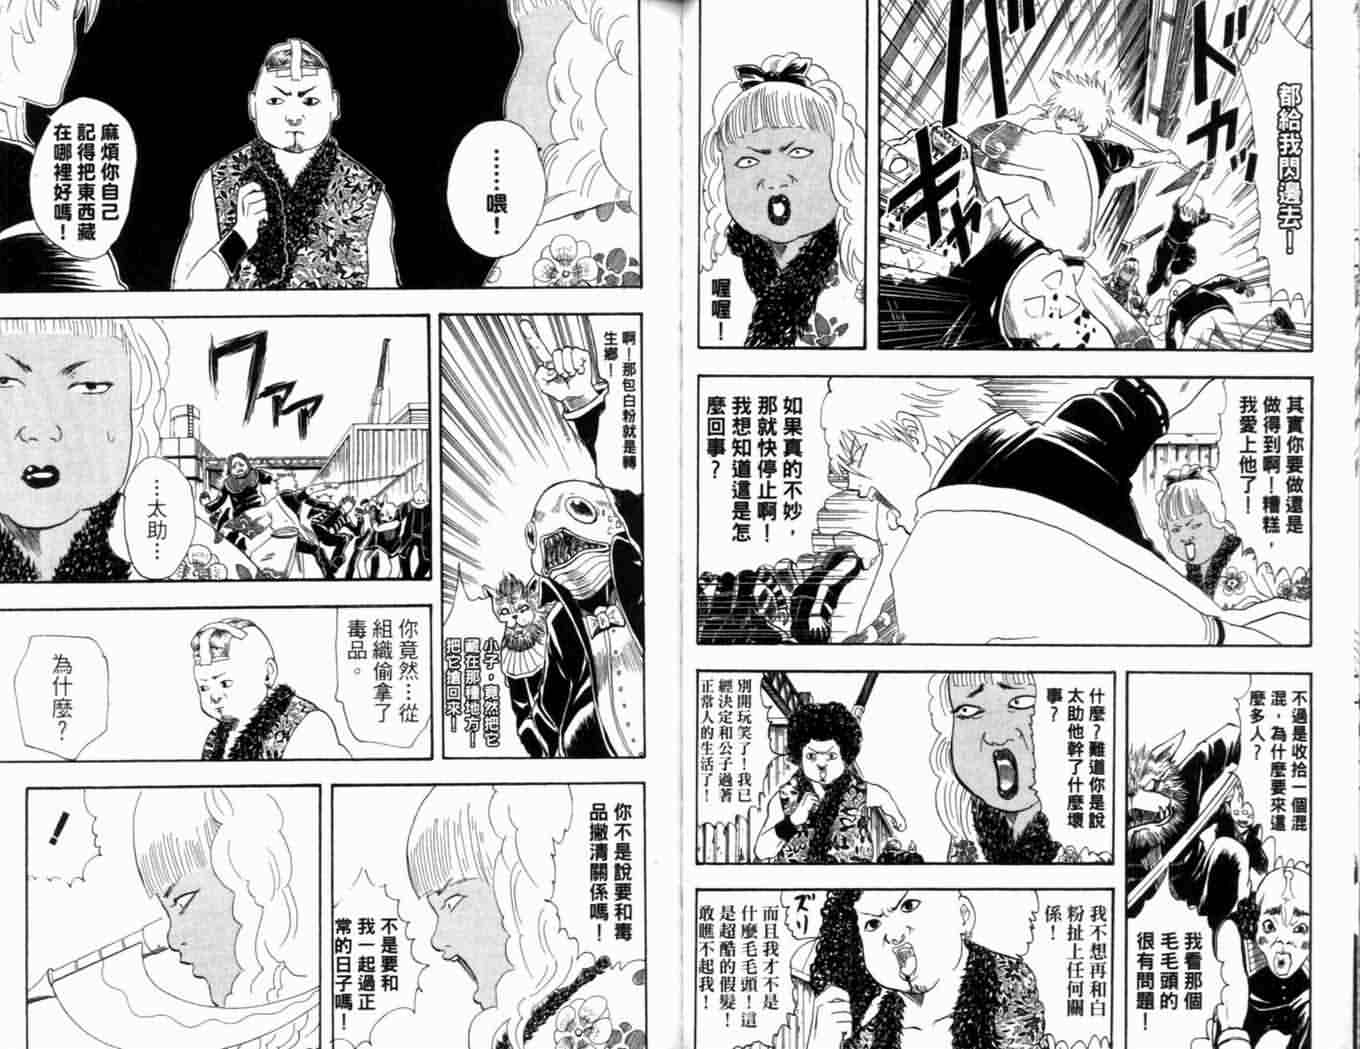 都給我閃邊去！
ドカ
ギャ
喔喔！
其實你要做還是
做得到啊！糟糕，
我愛上他了！
如果真的不妙，
那就快停止啊！
我想知道這是怎
麼回事？
不過是收拾一個混
混，為什麼要來這
麼多人？
我看那個
毛毛頭的
很有問題！
什麼？難道你是說
太助他幹了什麼壞
事？
別開玩笑了！我已
經決定和公子過著
正常人的生活了！
我不想再和白
粉扯上任何關
係！
而且我才不是
什麼毛毛頭！這
是超酷的假髮！
敢瞧不起我！
ズリ
……喂！
麻煩你自己
記得把東西藏
在哪裡好嗎！
啊！那包白粉就是轉
生鄉！
小子，竟然把它
藏在那種地方！
把它搶回來！
ワアア
…太助…
你竟然…從
組織偷拿了
毒品。
為什麼？
你不是說要和毒
品撇清關係嗎！
不是要和
我一起過正
常的日子嗎！
！